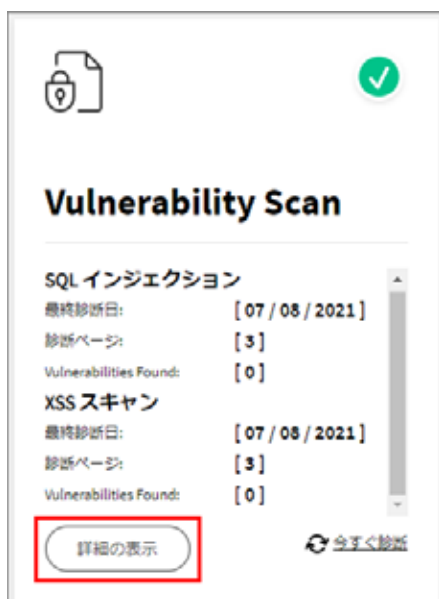 Vulnerability Scan
SQL インジェクション
最終診断日: [ 07 / 08 / 2021 ]
診断ページ: [ 3 ]
Vulnerabilities Found: [ 0 ]
XSS スキャン
最終診断日: [ 07 / 08 / 2021 ]
診断ページ: [ 3 ]
Vulnerabilities Found: [ 0 ]
詳細の表示 今すぐ診断